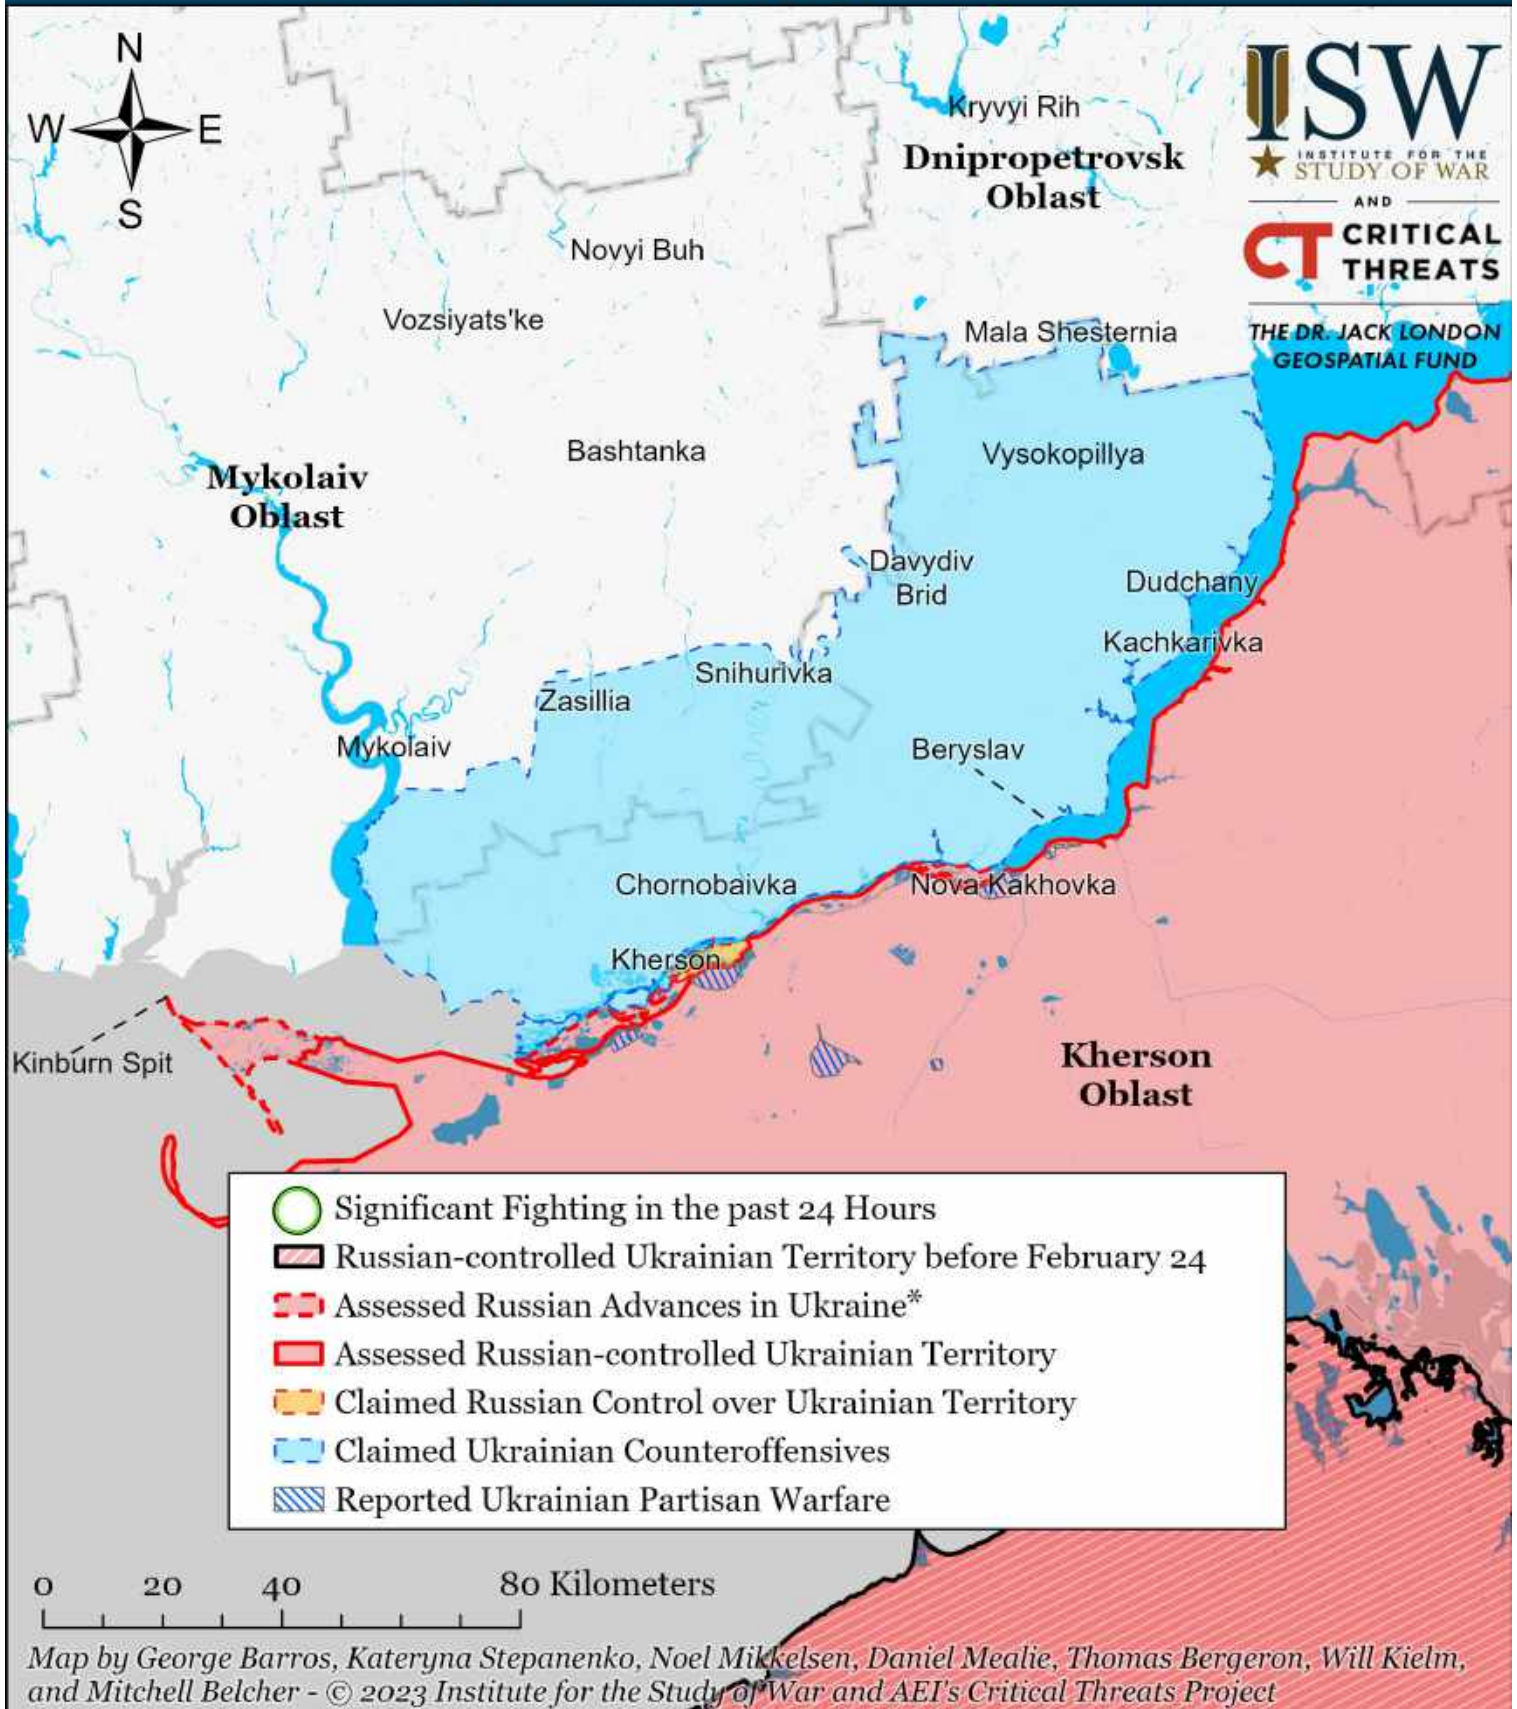 N
W E
S
ISW
INSTITUTE FOR THE
STUDY OF WAR
AND
CT CRITICAL
THREATS
THE DR. JACK LONDON
GEOSPATIAL FUND
Kryvyi Rih
Dnipropetrovsk
Oblast
Novyi Buh
Vozsiyats'ke
Mala Shesternia
Bashtanka
Vysokopillya
Mykolaiv
Oblast
Davydiv
Brid
Dudchany
Kachkarivka
Snihurivka
Zasillia
Mykolaiv
Beryslav
Chornobaivka
Nova Kakhovka
Kherson
Kinburn Spit
Kherson
Oblast
Significant Fighting in the past 24 Hours
Russian-controlled Ukrainian Territory before February 24
Assessed Russian Advances in Ukraine*
Assessed Russian-controlled Ukrainian Territory
Claimed Russian Control over Ukrainian Territory
Claimed Ukrainian Counteroffensives
Reported Ukrainian Partisan Warfare
0 20 40 80 Kilometers
Map by George Barros, Kateryna Stepanenko, Noel Mikkelsen, Daniel Mealie, Thomas Bergeron, Will Kielm,
and Mitchell Belcher - © 2023 Institute for the Study of War and AEI's Critical Threats Project